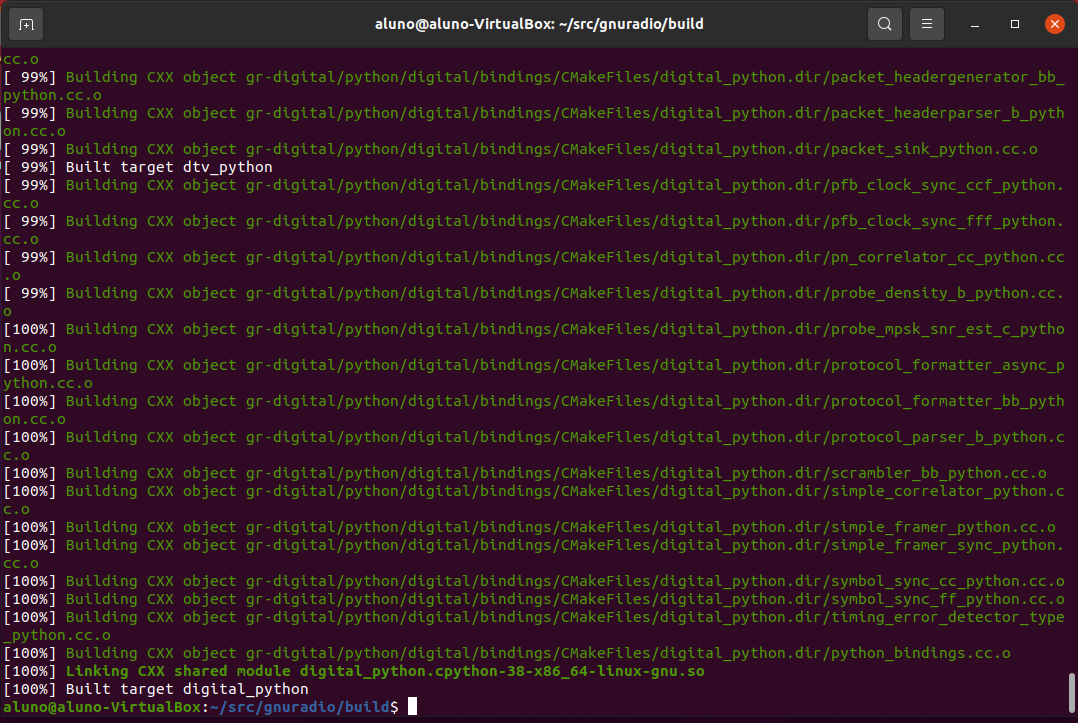 aluno@aluno-VirtualBox: ~/src/gnuradio/build
cc.o
[ 99%] Building CXX object gr-digital/python/digital/bindings/CMakeFiles/digital_python.dir/packet_headergenerator_bb_
python.cc.o
[ 99%] Building CXX object gr-digital/python/digital/bindings/CMakeFiles/digital_python.dir/packet_headerparser_b_pyth
on.cc.o
[ 99%] Building CXX object gr-digital/python/digital/bindings/CMakeFiles/digital_python.dir/packet_sink_python.cc.o
[ 99%] Built target dtv_python
[ 99%] Building CXX object gr-digital/python/digital/bindings/CMakeFiles/digital_python.dir/pfb_clock_sync_ccf_python.
cc.o
[ 99%] Building CXX object gr-digital/python/digital/bindings/CMakeFiles/digital_python.dir/pfb_clock_sync_fff_python.
cc.o
[ 99%] Building CXX object gr-digital/python/digital/bindings/CMakeFiles/digital_python.dir/pn_correlator_cc_python.cc
.o
[ 99%] Building CXX object gr-digital/python/digital/bindings/CMakeFiles/digital_python.dir/probe_density_b_python.cc.
o
[100%] Building CXX object gr-digital/python/digital/bindings/CMakeFiles/digital_python.dir/probe_mpsk_snr_est_c_pytho
n.cc.o
[100%] Building CXX object gr-digital/python/digital/bindings/CMakeFiles/digital_python.dir/protocol_formatter_async_p
ython.cc.o
[100%] Building CXX object gr-digital/python/digital/bindings/CMakeFiles/digital_python.dir/protocol_formatter_bb_pyth
on.cc.o
[100%] Building CXX object gr-digital/python/digital/bindings/CMakeFiles/digital_python.dir/protocol_parser_b_python.c
c.o
[100%] Building CXX object gr-digital/python/digital/bindings/CMakeFiles/digital_python.dir/scrambler_bb_python.cc.o
[100%] Building CXX object gr-digital/python/digital/bindings/CMakeFiles/digital_python.dir/simple_correlator_python.c
c.o
[100%] Building CXX object gr-digital/python/digital/bindings/CMakeFiles/digital_python.dir/simple_framer_python.cc.o
[100%] Building CXX object gr-digital/python/digital/bindings/CMakeFiles/digital_python.dir/simple_framer_sync_python.
cc.o
[100%] Building CXX object gr-digital/python/digital/bindings/CMakeFiles/digital_python.dir/symbol_sync_cc_python.cc.o
[100%] Building CXX object gr-digital/python/digital/bindings/CMakeFiles/digital_python.dir/symbol_sync_ff_python.cc.o
[100%] Building CXX object gr-digital/python/digital/bindings/CMakeFiles/digital_python.dir/timing_error_detector_type
_python.cc.o
[100%] Building CXX object gr-digital/python/digital/bindings/CMakeFiles/digital_python.dir/python_bindings.cc.o
[100%] Linking CXX shared module digital_python.cpython-38-x86_64-linux-gnu.so
[100%] Built target digital_python
aluno@aluno-VirtualBox:~/src/gnuradio/build$